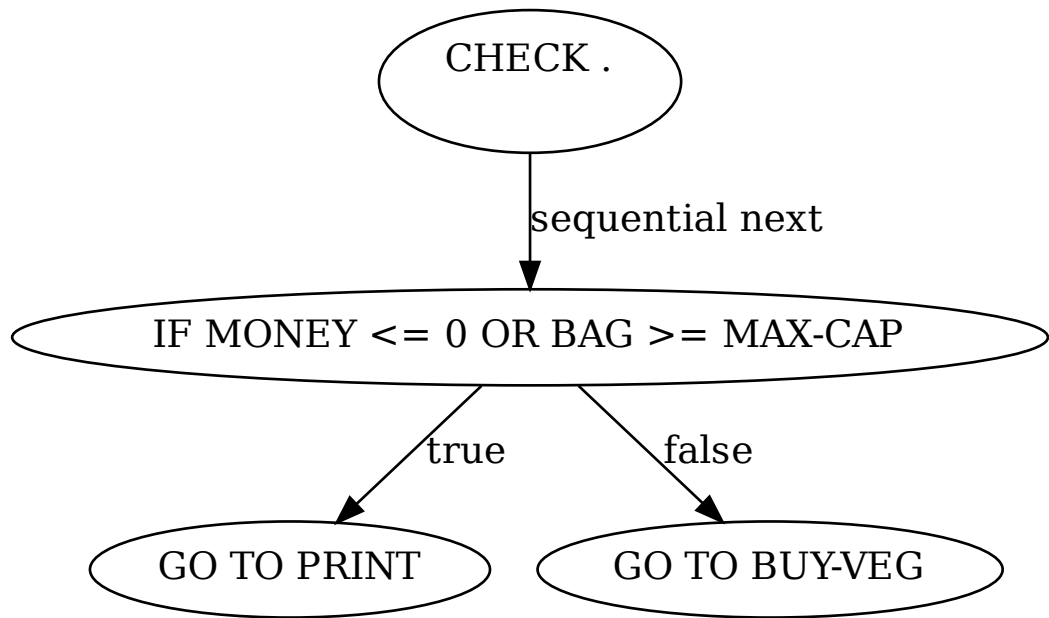 CHECK .
sequential next
IF MONEY <= 0 OR BAG >= MAX-CAP
true
false
GO TO PRINT
GO TO BUY-VEG